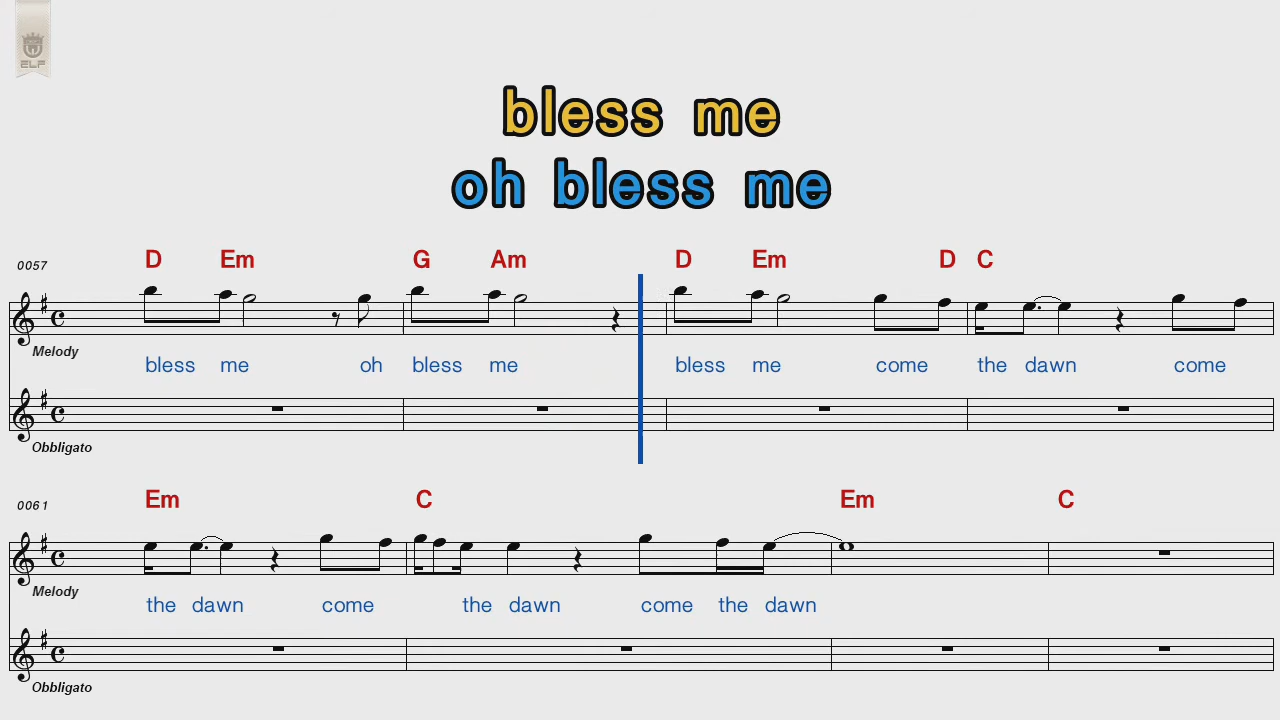 ELF
bless me
oh bless me
0057 D Em G Am D Em D C
Melody
bless me oh bless me bless me come the dawn come
Obbligato
0061 Em C Em C
Melody
the dawn come the dawn come the dawn
Obbligato